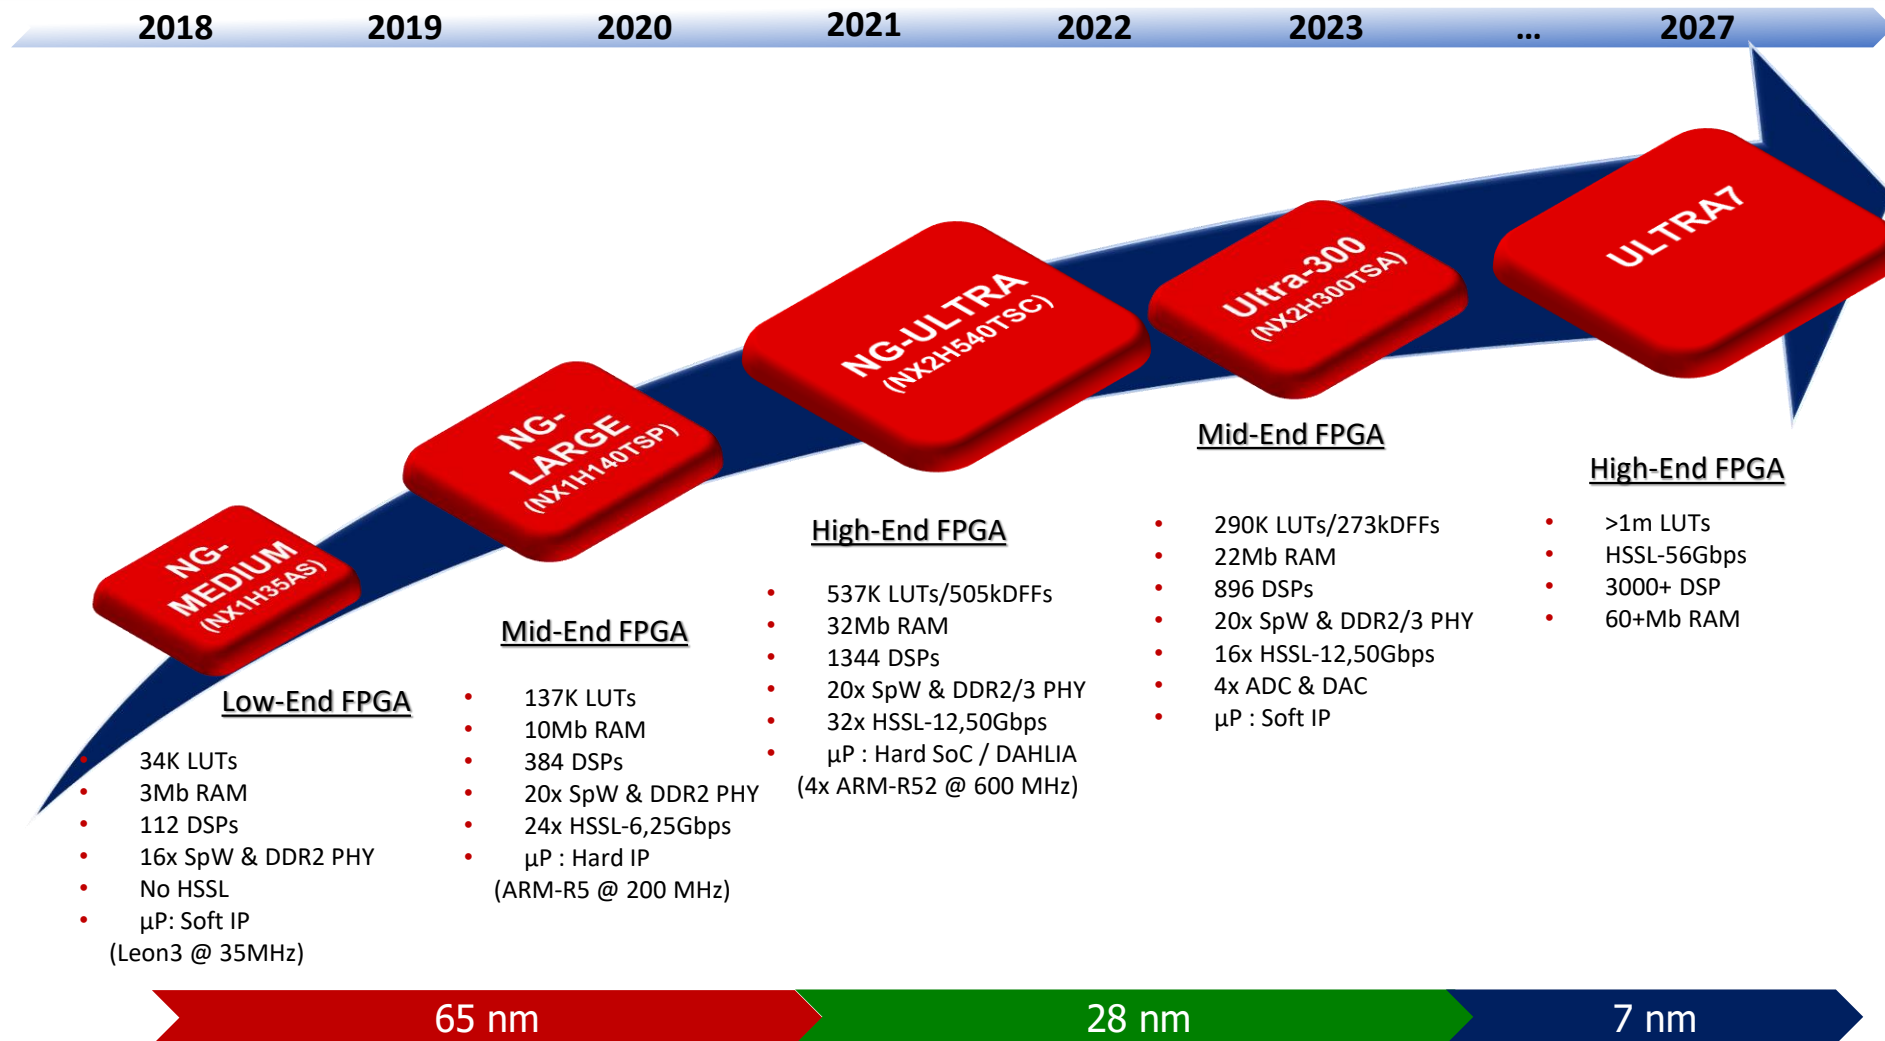 2018 2019 2020 2021 2022 2023 ... 2027
NG-
MEDIUM
(NX1H35AS)
Low-End FPGA
• 34K LUTs
• 3Mb RAM
• 112 DSPs
• 16x SpW & DDR2 PHY
• No HSSL
• µP: Soft IP
(Leon3 @ 35MHz)
NG-
LARGE
(NX1H140TSP)
Mid-End FPGA
• 137K LUTs
• 10Mb RAM
• 384 DSPs
• 20x SpW & DDR2 PHY
• 24x HSSL-6,25Gbps
• µP : Hard IP
(ARM-R5 @ 200 MHz)
NG-ULTRA
(NX2H540TSC)
High-End FPGA
• 537K LUTs/505kDFFs
• 32Mb RAM
• 1344 DSPs
• 20x SpW & DDR2/3 PHY
• 32x HSSL-12,50Gbps
• µP : Hard SoC / DAHLIA
(4x ARM-R52 @ 600 MHz)
Ultra-300
(NX2H300TSA)
Mid-End FPGA
• 290K LUTs/273kDFFs
• 22Mb RAM
• 896 DSPs
• 20x SpW & DDR2/3 PHY
• 16x HSSL-12,50Gbps
• 4x ADC & DAC
• µP : Soft IP
ULTRA7
High-End FPGA
• >1m LUTs
• HSSL-56Gbps
• 3000+ DSP
• 60+Mb RAM
65 nm 28 nm 7 nm